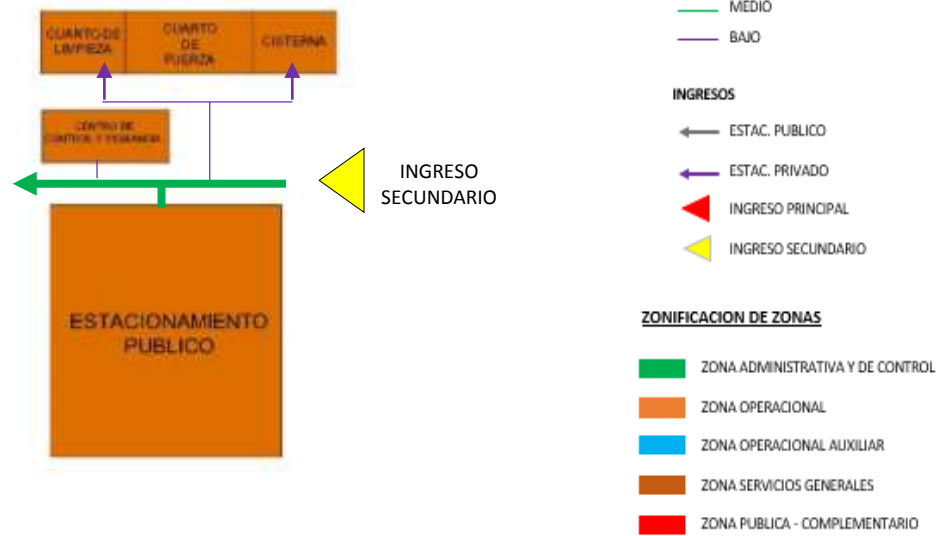 CUARTO DE
LIMPIEZA
CUARTO
DE
FUERZA
CISTERNA
CENTRO DE
CONTROL Y VIGILANCIA
INGRESO
SECUNDARIO
ESTACIONAMIENTO
PUBLICO
MEDIO
BAJO
INGRESOS
ESTAC. PUBLICO
ESTAC. PRIVADO
INGRESO PRINCIPAL
INGRESO SECUNDARIO
ZONIFICACION DE ZONAS
ZONA ADMINISTRATIVA Y DE CONTROL
ZONA OPERACIONAL
ZONA OPERACIONAL AUXILIAR
ZONA SERVICIOS GENERALES
ZONA PUBLICA - COMPLEMENTARIO